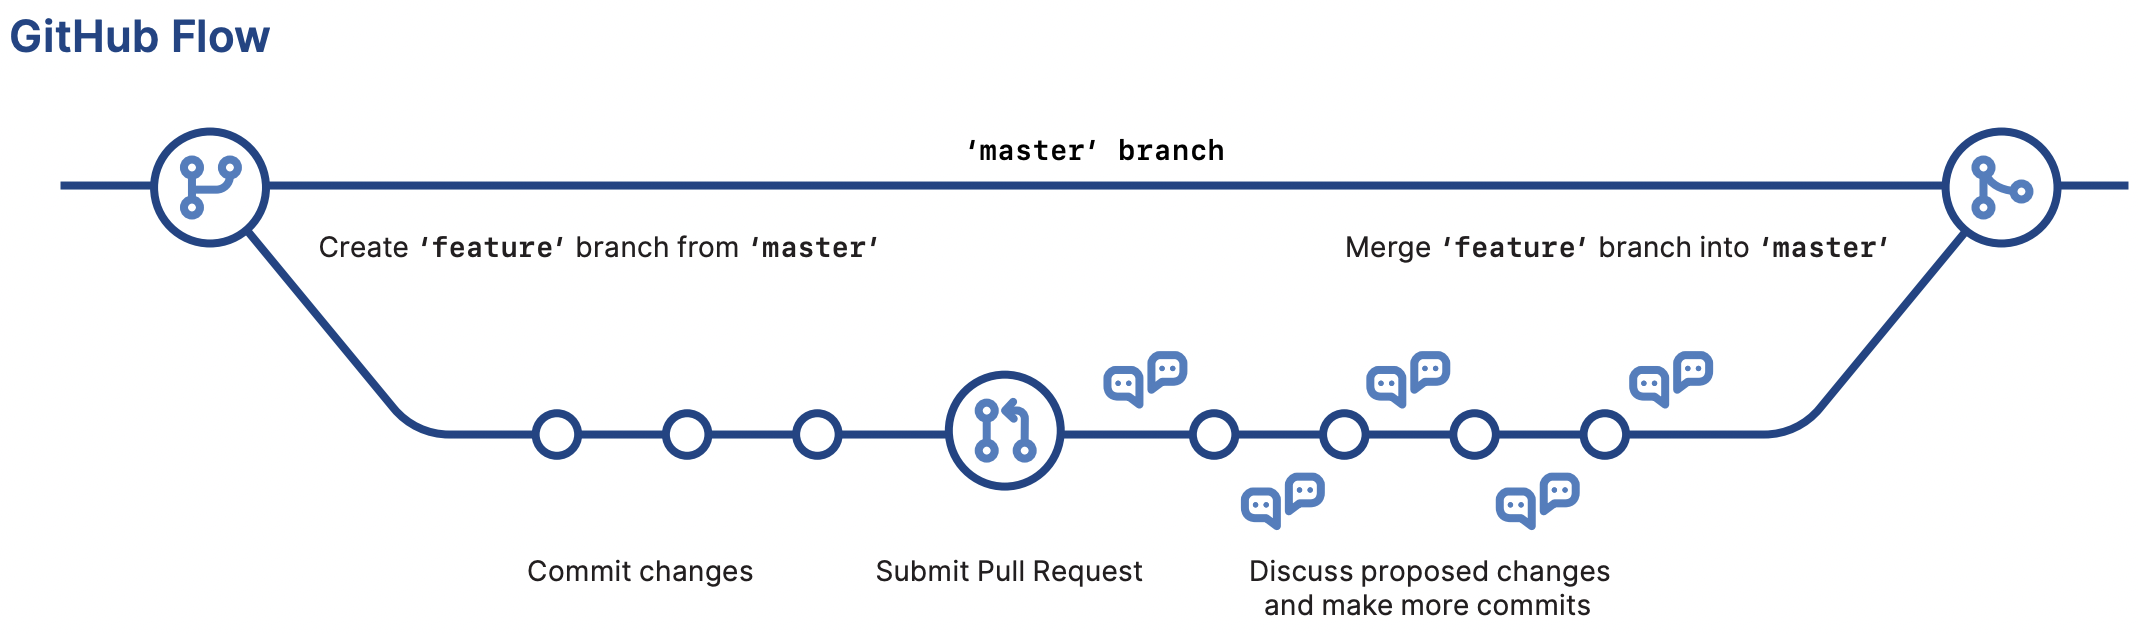 GitHub Flow
‘master’ branch
Create ‘feature’ branch from ‘master’
Merge ‘feature’ branch into ‘master’
Commit changes
Submit Pull Request
Discuss proposed changes
and make more commits